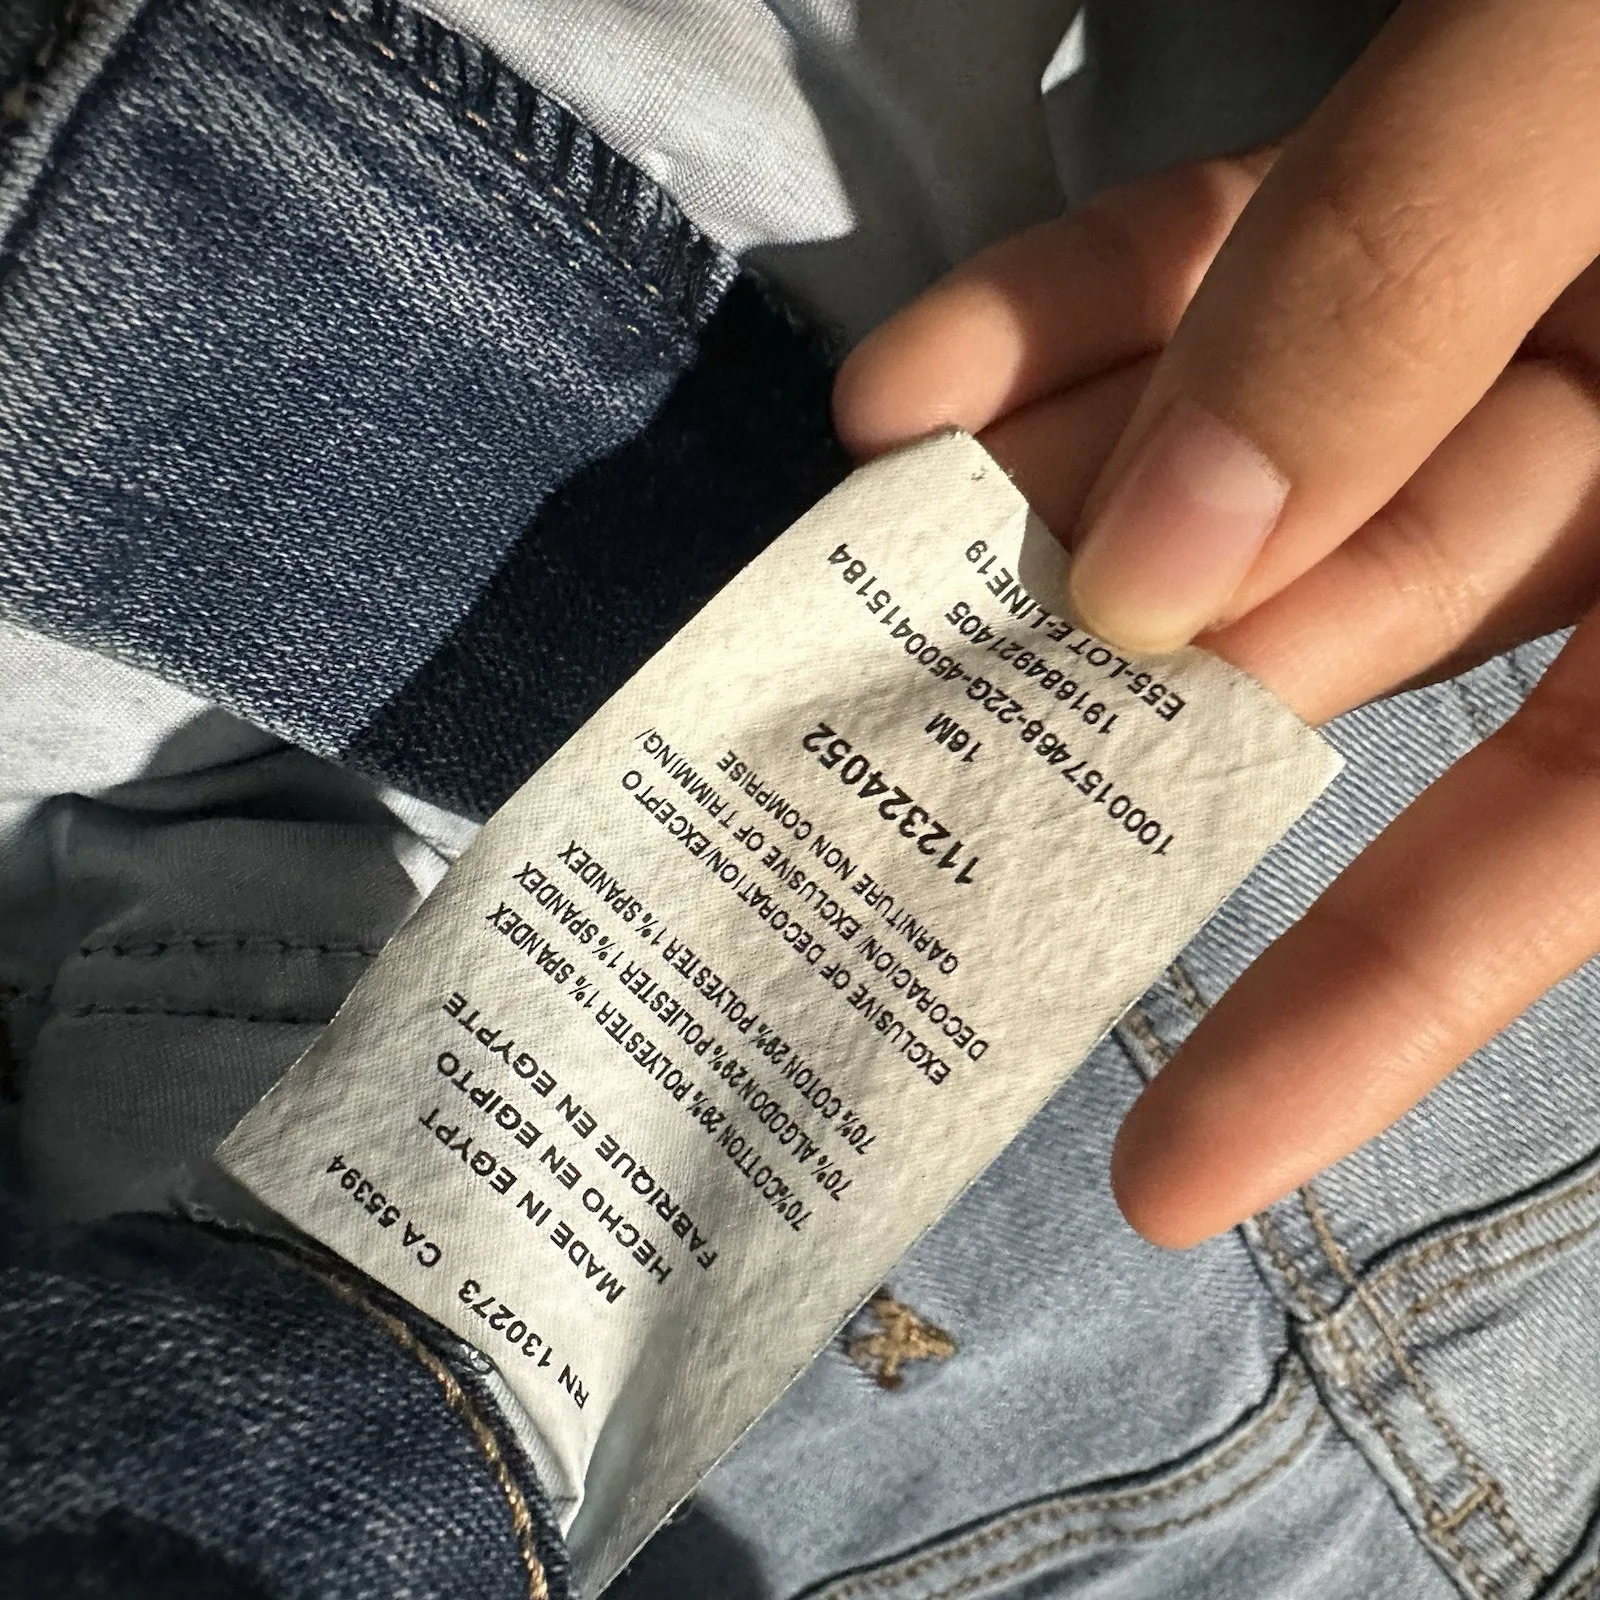 RN 130273 CA 55394
MADE IN EGYPT
HECHO EN EGIPTO
FABRIQUE EN EGYPTE
70%COTTON 29% POLYESTER 1% SPANDEX
70% ALGODON 29% POLIESTER 1% SPANDEX
70% COTON 29% POLYESTER 1% SPANDEX
EXCLUSIVE OF DECORATION/EXCEPTO
DECORACION/ EXCLUSIVE OF TRIMMING/
GARNITURE NON COMPRISE
112324052
16M
1000157468-22G-4500415184
191684921405
E55-LOT E-LINE19